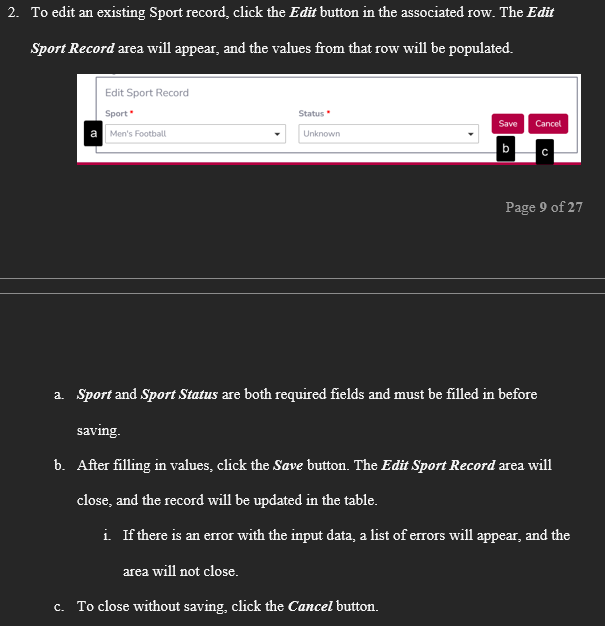 2. To edit an existing Sport record, click the Edit button in the associated row. The Edit
Sport Record area will appear, and the values from that row will be populated.
Edit Sport Record
Sport *
Status *
a
Men's Football
Unknown
Save
Cancel
b
c
Page 9 of 27
a. Sport and Sport Status are both required fields and must be filled in before
saving.
b. After filling in values, click the Save button. The Edit Sport Record area will
close, and the record will be updated in the table.
i. If there is an error with the input data, a list of errors will appear, and the
area will not close.
c. To close without saving, click the Cancel button.